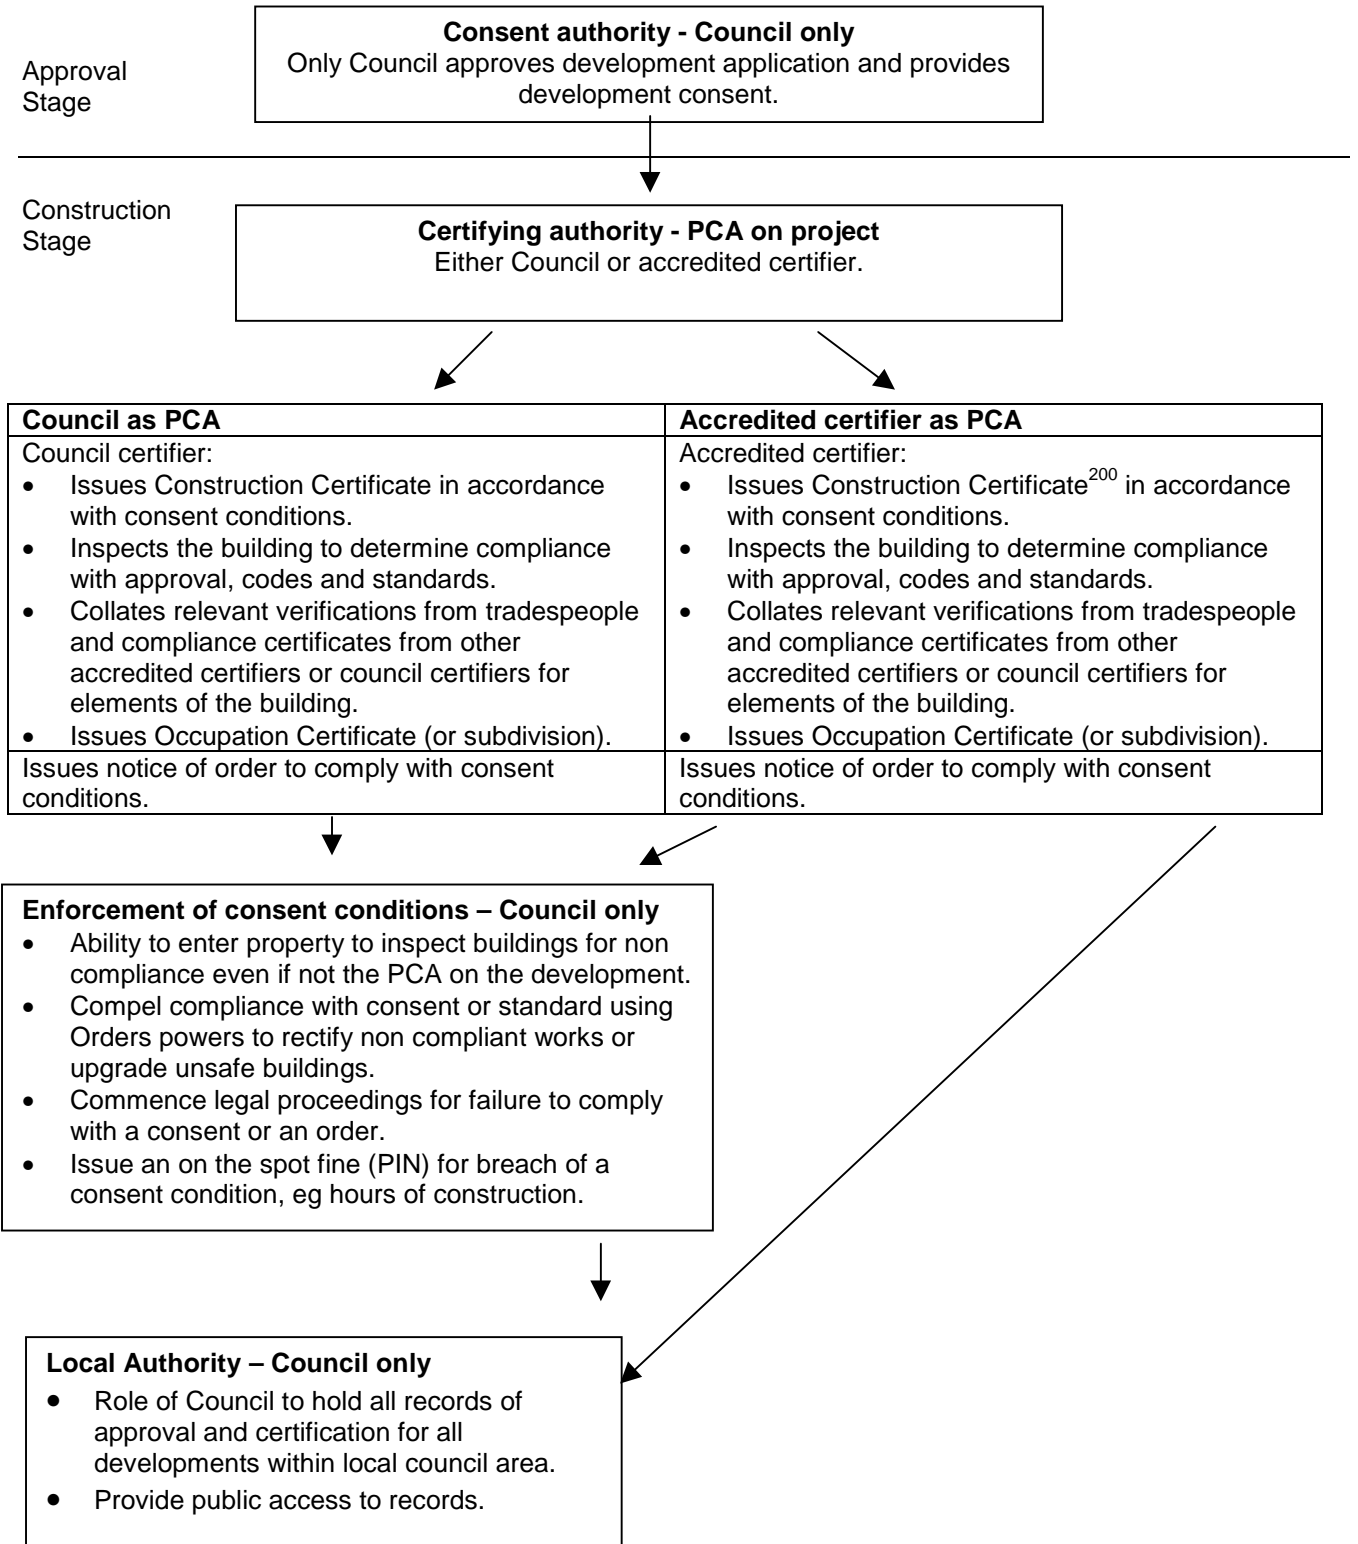 Approval
Stage
Consent authority - Council only
Only Council approves development application and provides
development consent.
Construction
Stage
Certifying authority - PCA on project
Either Council or accredited certifier.
Council as PCA
Council certifier:
• Issues Construction Certificate in accordance
with consent conditions.
• Inspects the building to determine compliance
with approval, codes and standards.
• Collates relevant verifications from tradespeople
and compliance certificates from other
accredited certifiers or council certifiers for
elements of the building.
• Issues Occupation Certificate (or subdivision).
Issues notice of order to comply with consent
conditions.
Accredited certifier as PCA
Accredited certifier:
• Issues Construction Certificate200 in accordance
with consent conditions.
• Inspects the building to determine compliance
with approval, codes and standards.
• Collates relevant verifications from tradespeople
and compliance certificates from other
accredited certifiers or council certifiers for
elements of the building.
• Issues Occupation Certificate (or subdivision).
Issues notice of order to comply with consent
conditions.
Enforcement of consent conditions – Council only
• Ability to enter property to inspect buildings for non
compliance even if not the PCA on the development.
• Compel compliance with consent or standard using
Orders powers to rectify non compliant works or
upgrade unsafe buildings.
• Commence legal proceedings for failure to comply
with a consent or an order.
• Issue an on the spot fine (PIN) for breach of a
consent condition, eg hours of construction.
Local Authority – Council only
• Role of Council to hold all records of
approval and certification for all
developments within local council area.
• Provide public access to records.